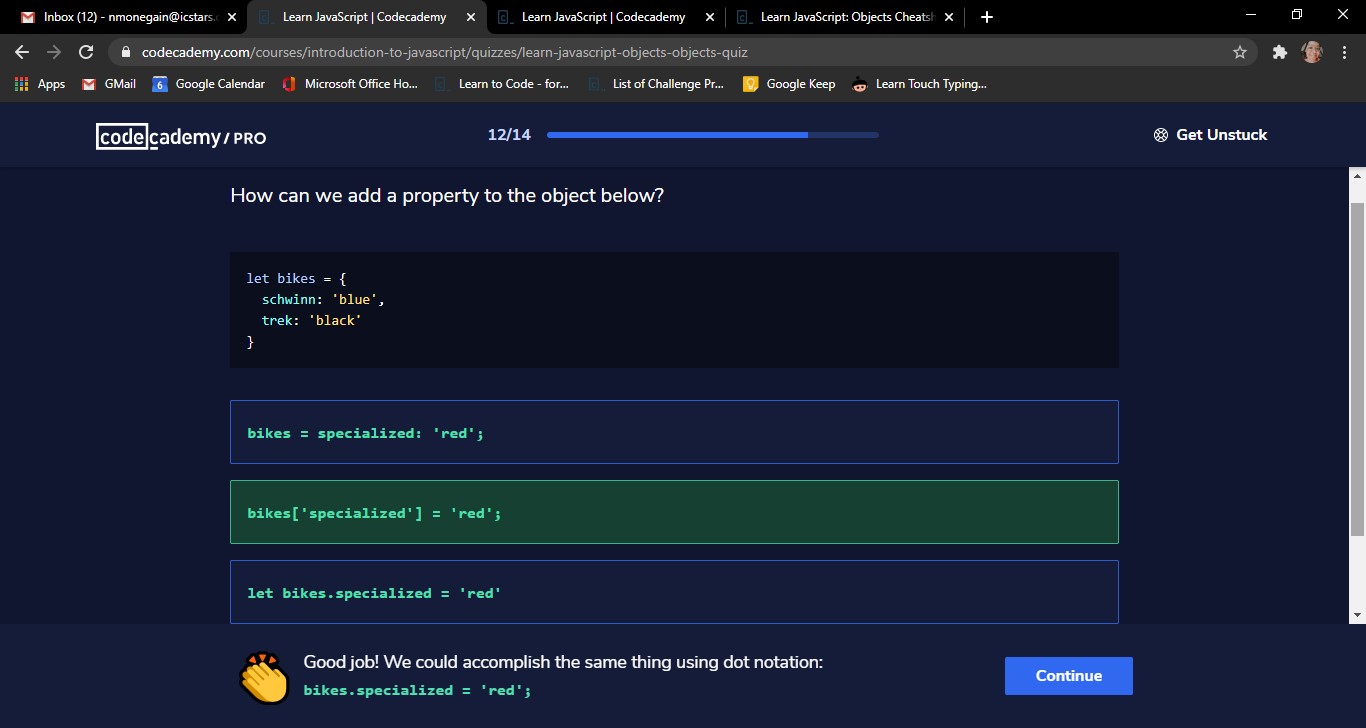 Inbox (12) - nmonegain@icstars.c
Learn JavaScript | Codecademy
Learn JavaScript | Codecademy
Learn JavaScript: Objects Cheatsh
codecademy.com/courses/introduction-to-javascript/quizzes/learn-javascript-objects-objects-quiz
Apps
GMail
6
Google Calendar
Microsoft Office Ho...
Learn to Code - for...
List of Challenge Pr...
Google Keep
Learn Touch Typing...
codecademy / PRO
12/14
Get Unstuck
How can we add a property to the object below?
let bikes = {
schwinn: 'blue',
trek: 'black'
}
bikes = specialized: 'red';
bikes['specialized'] = 'red';
let bikes.specialized = 'red'
Good job! We could accomplish the same thing using dot notation:
bikes.specialized = 'red';
Continue